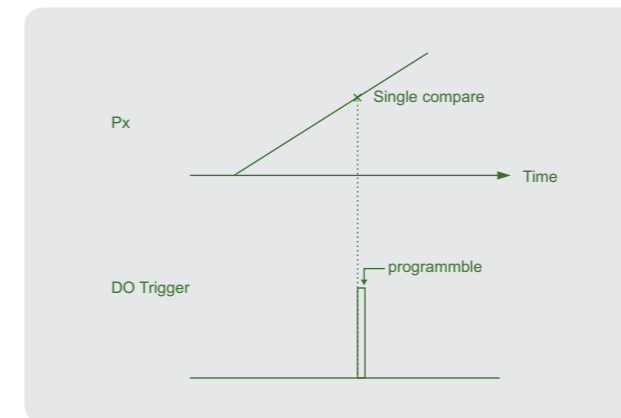 Single compare
Px
Time
programmble
DO Trigger